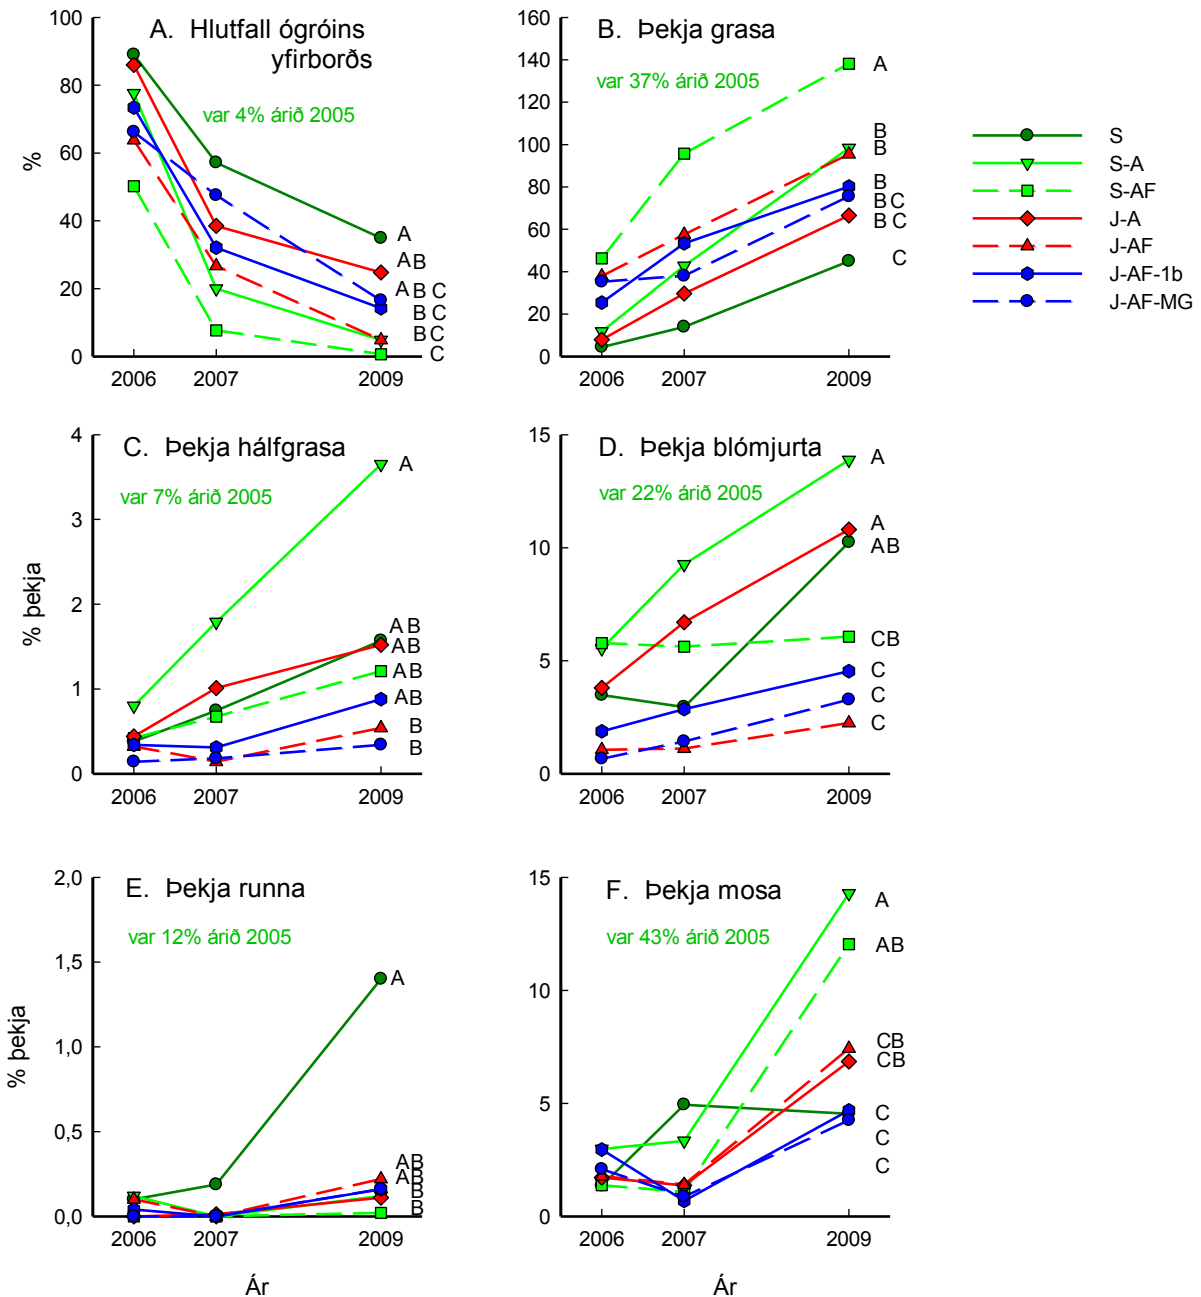 A. Hlutfall ógróins
yfirborðs
var 4% árið 2005
%
100
80
60
40
20
0
2006 2007 2009
A
AB
ABC
BC
BC
C
B. Þekja grasa
var 37% árið 2005
160
140
120
100
80
60
40
20
0
2006 2007 2009
A
B
B
B
BC
BC
C
S
S-A
S-AF
J-A
J-AF
J-AF-1b
J-AF-MG
C. Þekja hálfgrasa
var 7% árið 2005
% þekja
4
3
2
1
0
2006 2007 2009
A
AB
AB
AB
AB
B
B
D. Þekja blómjurta
var 22% árið 2005
15
10
5
0
2006 2007 2009
A
A
AB
CB
C
C
C
E. Þekja runna
var 12% árið 2005
% þekja
2,0
1,5
1,0
0,5
0,0
2006 2007 2009
A
AB
AB
B
B
Ár
F. Þekja mosa
var 43% árið 2005
15
10
5
0
2006 2007 2009
A
AB
CB
CB
C
C
C
Ár